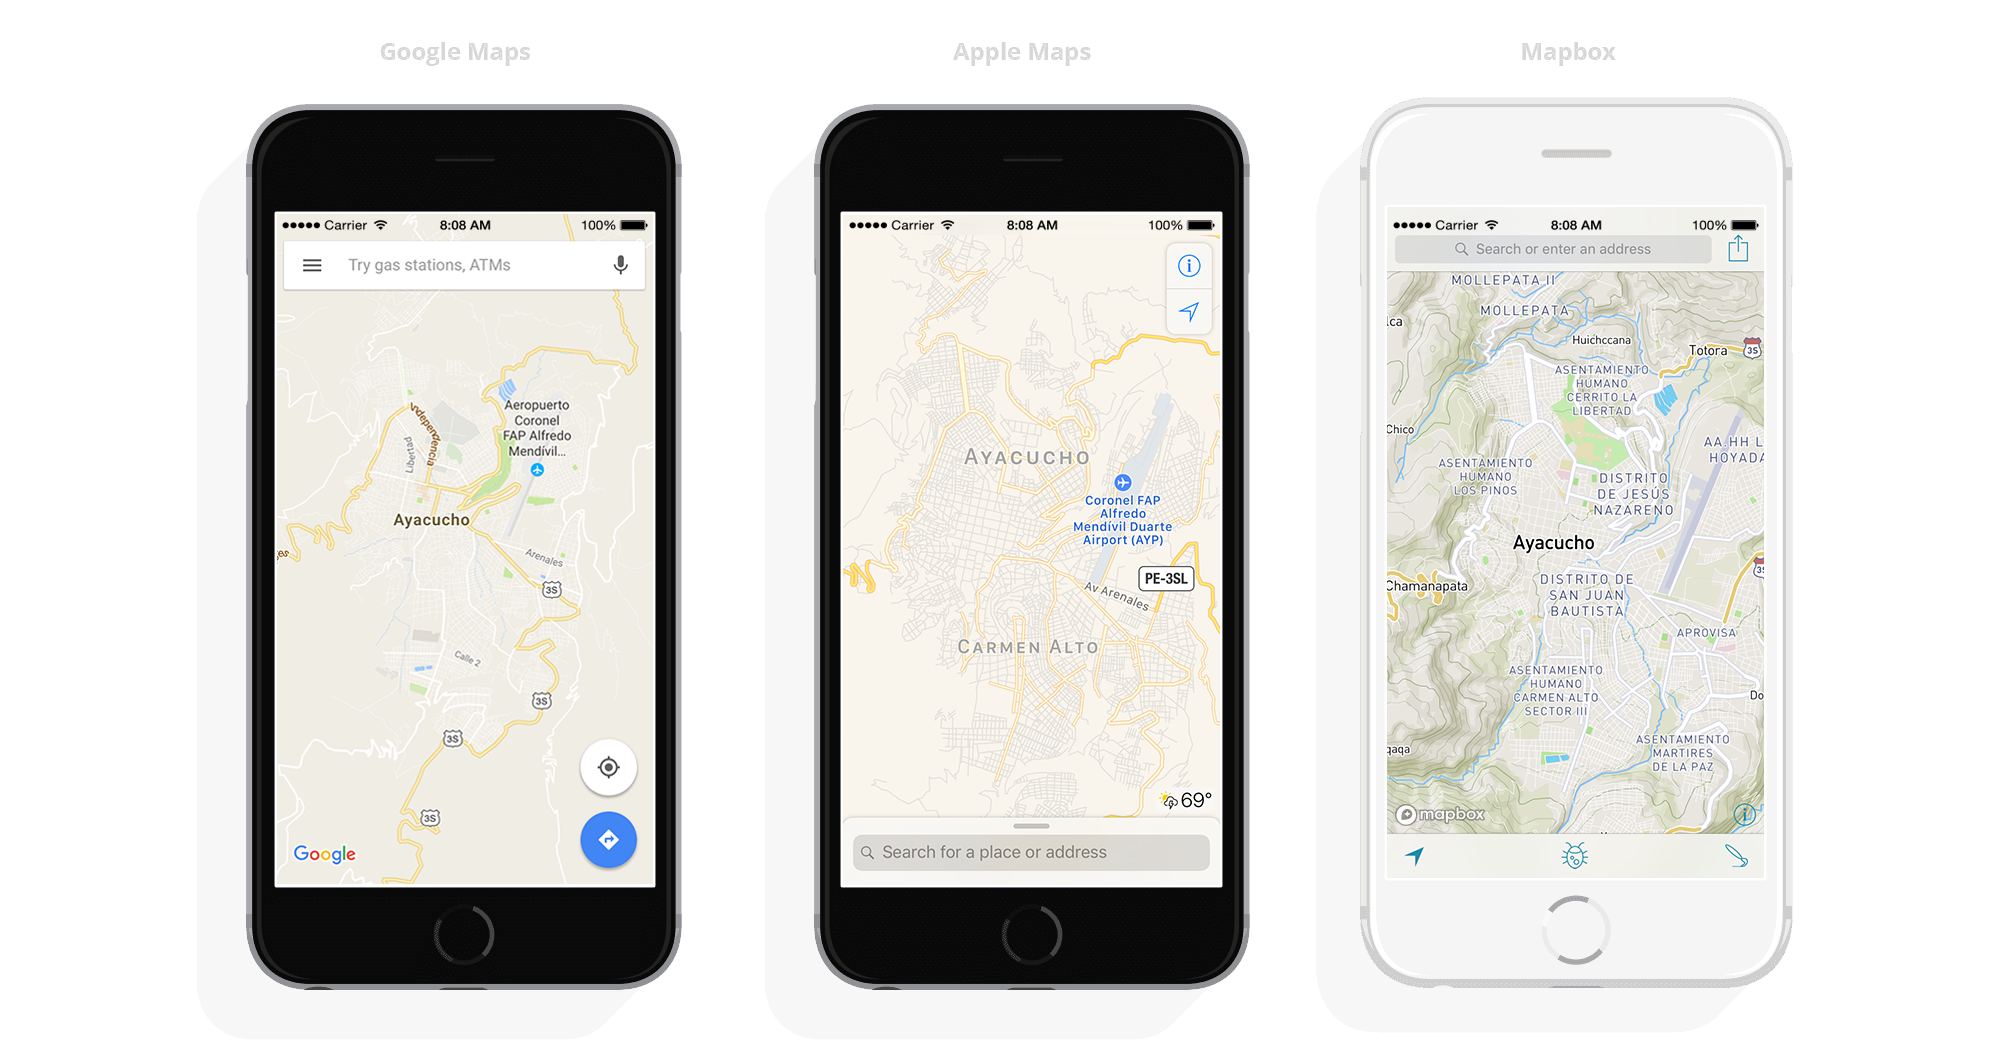 Google Maps
Carrier 8:08 AM 100%
Try gas stations, ATMs
Aeropuerto
Coronel
FAP Alfredo
Mendívil...
Independencia
Libertad
Ayacucho
Arenales
3S
Calle 2
3S
3S
3S
Google
Apple Maps
Carrier 8:08 AM 100%
AYACUCHO
Coronel FAP
Alfredo
Mendívil Duarte
Airport (AYP)
PE-3SL
Av Arenales
CARMEN ALTO
69°
Search for a place or address
Mapbox
Carrier 8:08 AM 100%
Search or enter an address
MOLLEPATA II
MOLLEPATA
Huichccana
Totora
3S
ASENTAMIENTO
HUMANO
CERRITO LA
LIBERTAD
Chico
AA.HH L
HOYADA
ASENTAMIENTO
HUMANO
LOS PINOS
DISTRITO
DE JESÚS
NAZARENO
Ayacucho
Chamanapata
DISTRITO DE
SAN JUAN
BAUTISTA
APROVISA
ASENTAMIENTO
HUMANO
CARMEN ALTO
SECTOR III
Do
ASENTAMIENTO
MARTIRES
DE LA PAZ
qaqa
mapbox